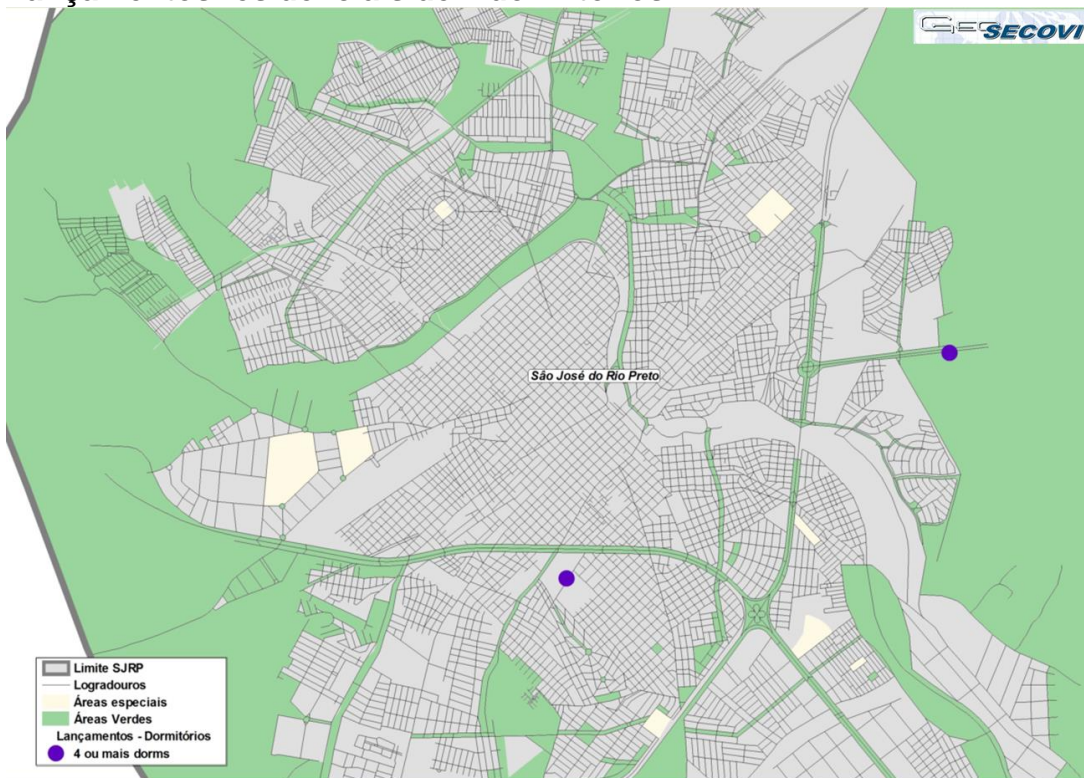 GEO SECOVI
São José do Rio Preto
Limite SJRP
Logradouros
Áreas especiais
Áreas Verdes
Lançamentos - Dormitórios
4 ou mais dorms